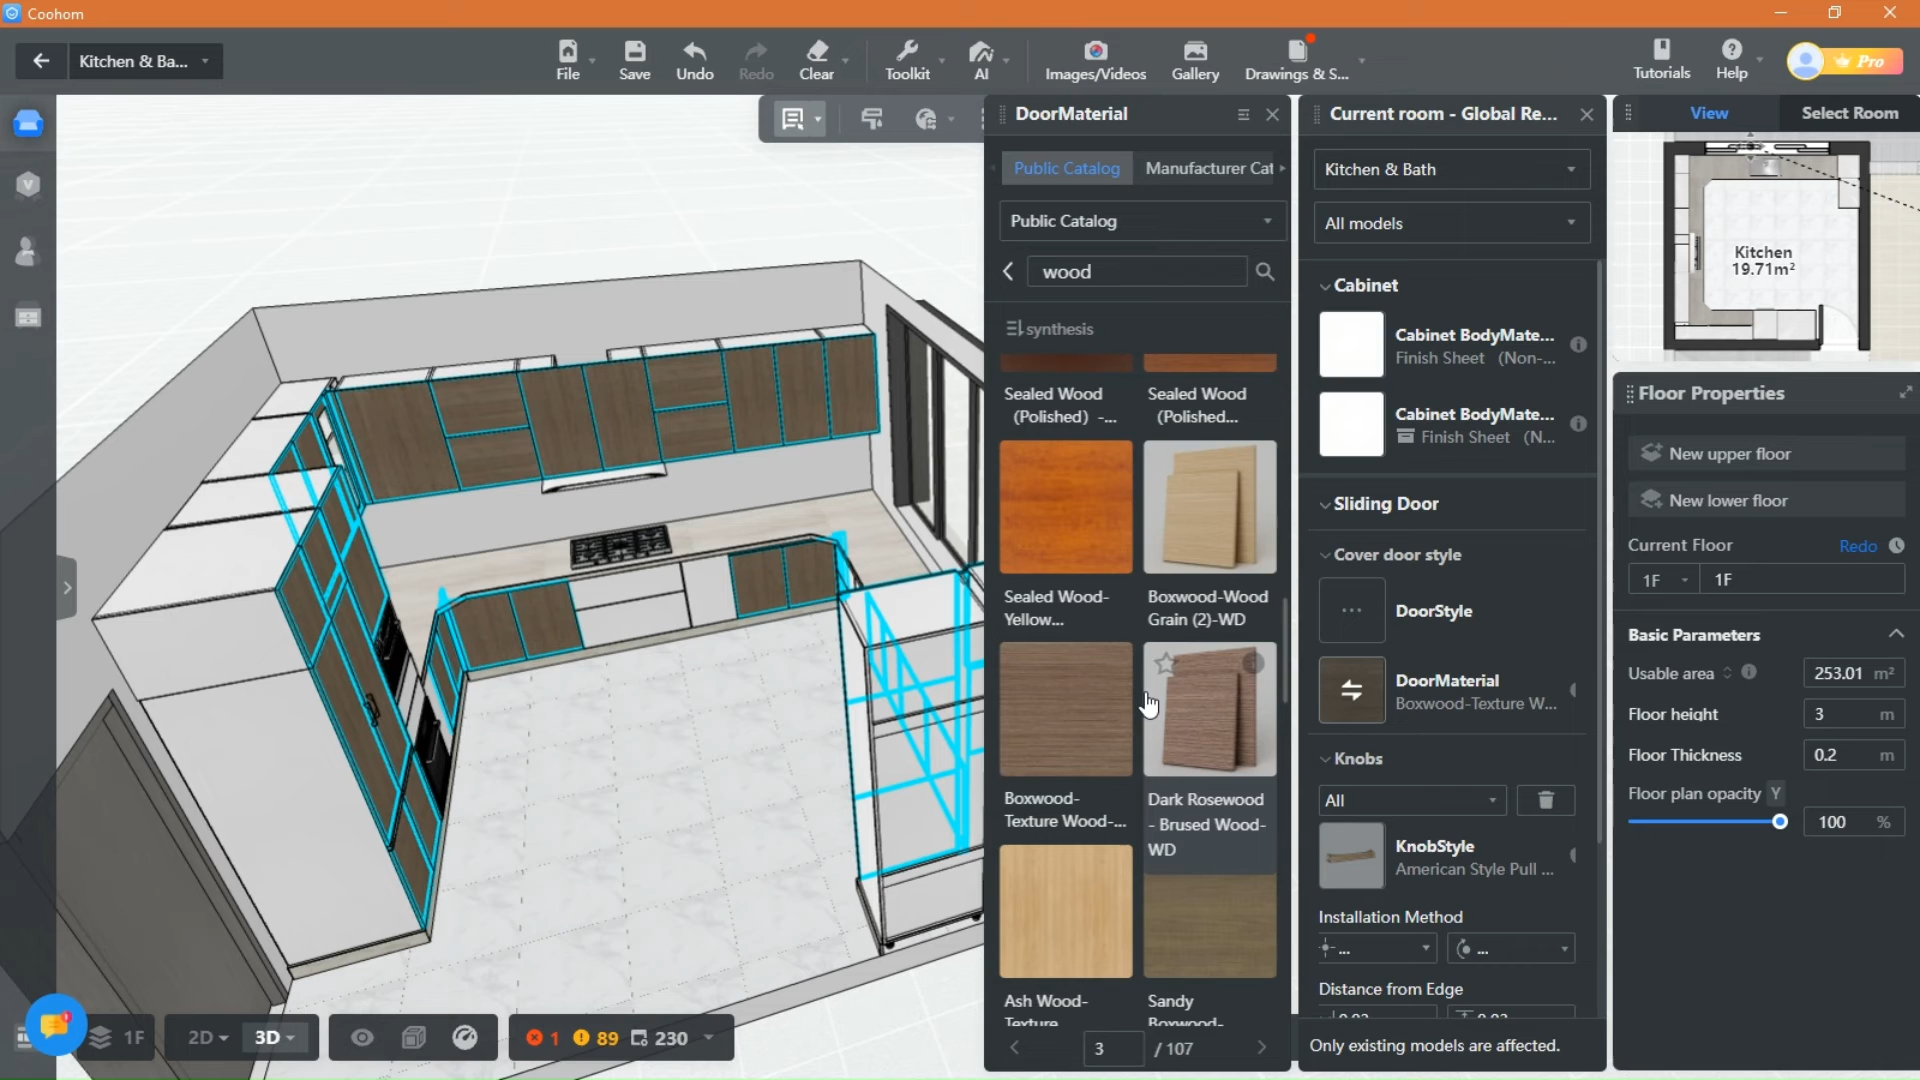 Coohom
Kitchen & Ba...
File
Save
Undo
Redo
Clear
Toolkit
AI
Images/Videos
Gallery
Drawings & S...
Tutorials
Help
Pro
DoorMaterial
Public Catalog
Manufacturer Cat
Public Catalog
wood
synthesis
Sealed Wood
(Polished) -...
Sealed Wood
(Polished...
Sealed Wood-
Yellow...
Boxwood-Wood
Grain (2)-WD
Boxwood-
Texture Wood-...
Dark Rosewood
- Brused Wood-
WD
Ash Wood-
Texture
Sandy
Boxwood-
3
/ 107
Current room - Global Re...
Kitchen & Bath
All models
Cabinet
Cabinet BodyMate...
Finish Sheet (Non-...
Cabinet BodyMate...
Finish Sheet (N...
Sliding Door
Cover door style
DoorStyle
DoorMaterial
Boxwood-Texture W...
Knobs
All
KnobStyle
American Style Pull ...
Installation Method
...
...
Distance from Edge
Only existing models are affected.
View
Select Room
Kitchen
19.71m²
Floor Properties
New upper floor
New lower floor
Current Floor
Redo
1F
1F
Basic Parameters
Usable area
253.01 m²
Floor height
3 m
Floor Thickness
0.2 m
Floor plan opacity Y
100 %
1F
2D
3D
1
89
230